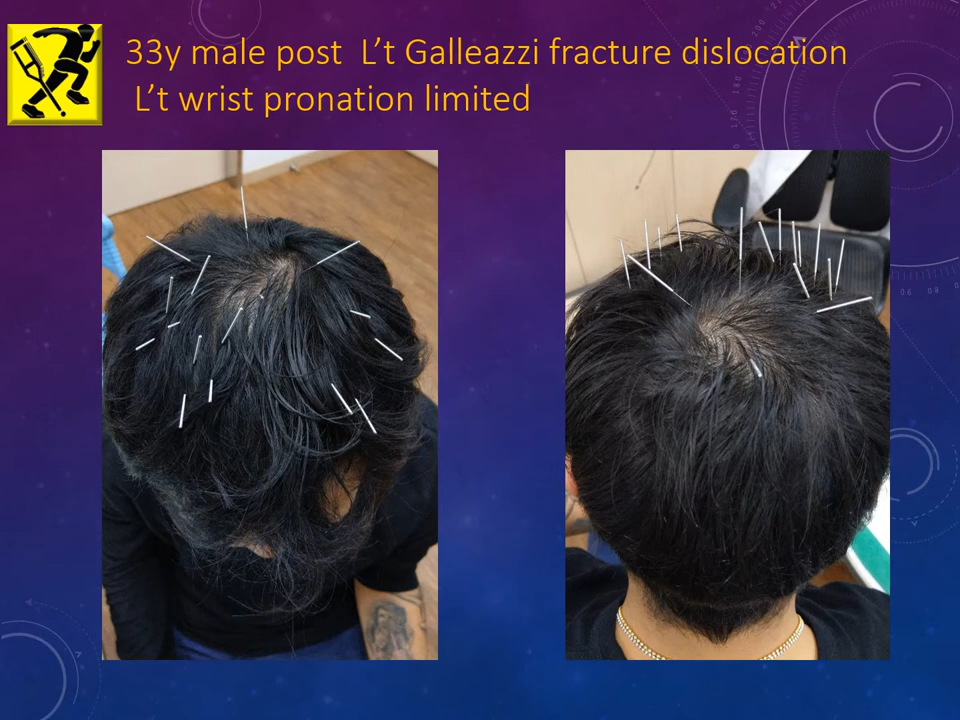 33y male post  L’t Galleazzi fracture dislocation
L’t wrist pronation limited